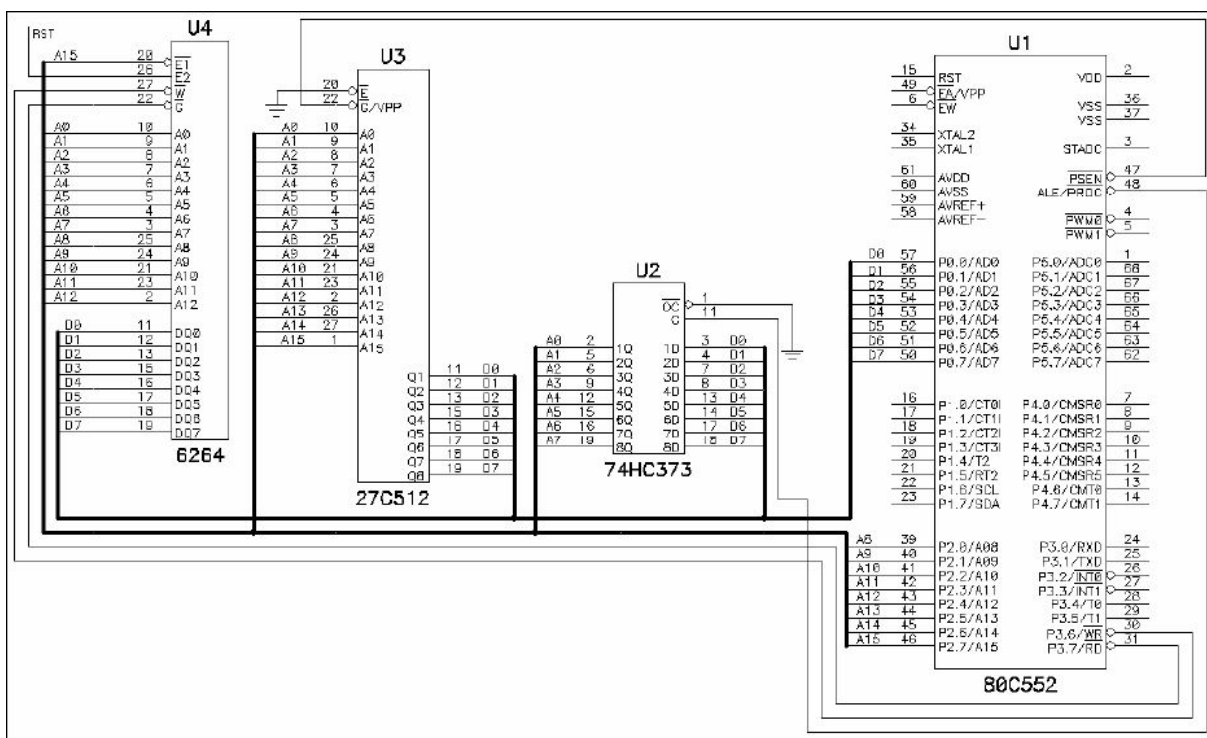 RST
U4
A15 20 E1
26 E2
27 W
22 G
A0 10 A0
A1 9 A1
A2 8 A2
A3 7 A3
A4 6 A4
A5 5 A5
A6 4 A6
A7 3 A7
A8 25 A8
A9 24 A9
A10 21 A10
A11 23 A11
A12 2 A12
D0 11 DQ0
D1 12 DQ1
D2 13 DQ2
D3 15 DQ3
D4 16 DQ4
D5 17 DQ5
D6 18 DQ6
D7 19 DQ7
6264
U3
20 E
22 G/VPP
A0 10 A0
A1 9 A1
A2 8 A2
A3 7 A3
A4 6 A4
A5 5 A5
A6 4 A6
A7 3 A7
A8 25 A8
A9 24 A9
A10 21 A10
A11 23 A11
A12 2 A12
A13 26 A13
A14 27 A14
A15 1 A15
Q1 11 D0
Q2 12 D1
Q3 13 D2
Q4 15 D3
Q5 16 D4
Q6 17 D5
Q7 18 D6
Q8 19 D7
27C512
U2
OC 1
G 11
A0 2 1Q 1D 3 D0
A1 5 2Q 2D 4 D1
A2 6 3Q 3D 7 D2
A3 9 4Q 4D 8 D3
A4 12 5Q 5D 13 D4
A5 15 6Q 6D 14 D5
A6 16 7Q 7D 17 D6
A7 19 8Q 8D 18 D7
74HC373
U1
15 RST VDD 2
49 EA/VPP VSS 36
6 EW VSS 37
34 XTAL2
35 XTAL1 STADC 3
61 AVDD PSEN 47
60 AVSS ALE/PROC 48
59 AVREF+
58 AVREF- PWM0 4
PWM1 5
D0 57 P0.0/AD0 P5.0/ADC0 1
D1 56 P0.1/AD1 P5.1/ADC1 68
D2 55 P0.2/AD2 P5.2/ADC2 67
D3 54 P0.3/AD3 P5.3/ADC3 66
D4 53 P0.4/AD4 P5.4/ADC4 65
D5 52 P0.5/AD5 P5.5/ADC5 64
D6 51 P0.6/AD6 P5.6/ADC6 63
D7 50 P0.7/AD7 P5.7/ADC7 62
16 P1.0/CT0I P4.0/CMSR0 7
17 P1.1/CT1I P4.1/CMSR1 8
18 P1.2/CT2I P4.2/CMSR2 9
19 P1.3/CT3I P4.3/CMSR3 10
20 P1.4/T2 P4.4/CMSR4 11
21 P1.5/RT2 P4.5/CMSR5 12
22 P1.6/SCL P4.6/CMT0 13
23 P1.7/SDA P4.7/CMT1 14
A8 39 P2.0/A08 P3.0/RXD 24
A9 40 P2.1/A09 P3.1/TXD 25
A10 41 P2.2/A10 P3.2/INT0 26
A11 42 P2.3/A11 P3.3/INT1 27
A12 43 P2.4/A12 P3.4/T0 28
A13 44 P2.5/A13 P3.5/T1 29
A14 45 P2.6/A14 P3.6/WR 30
A15 46 P2.7/A15 P3.7/RD 31
80C552